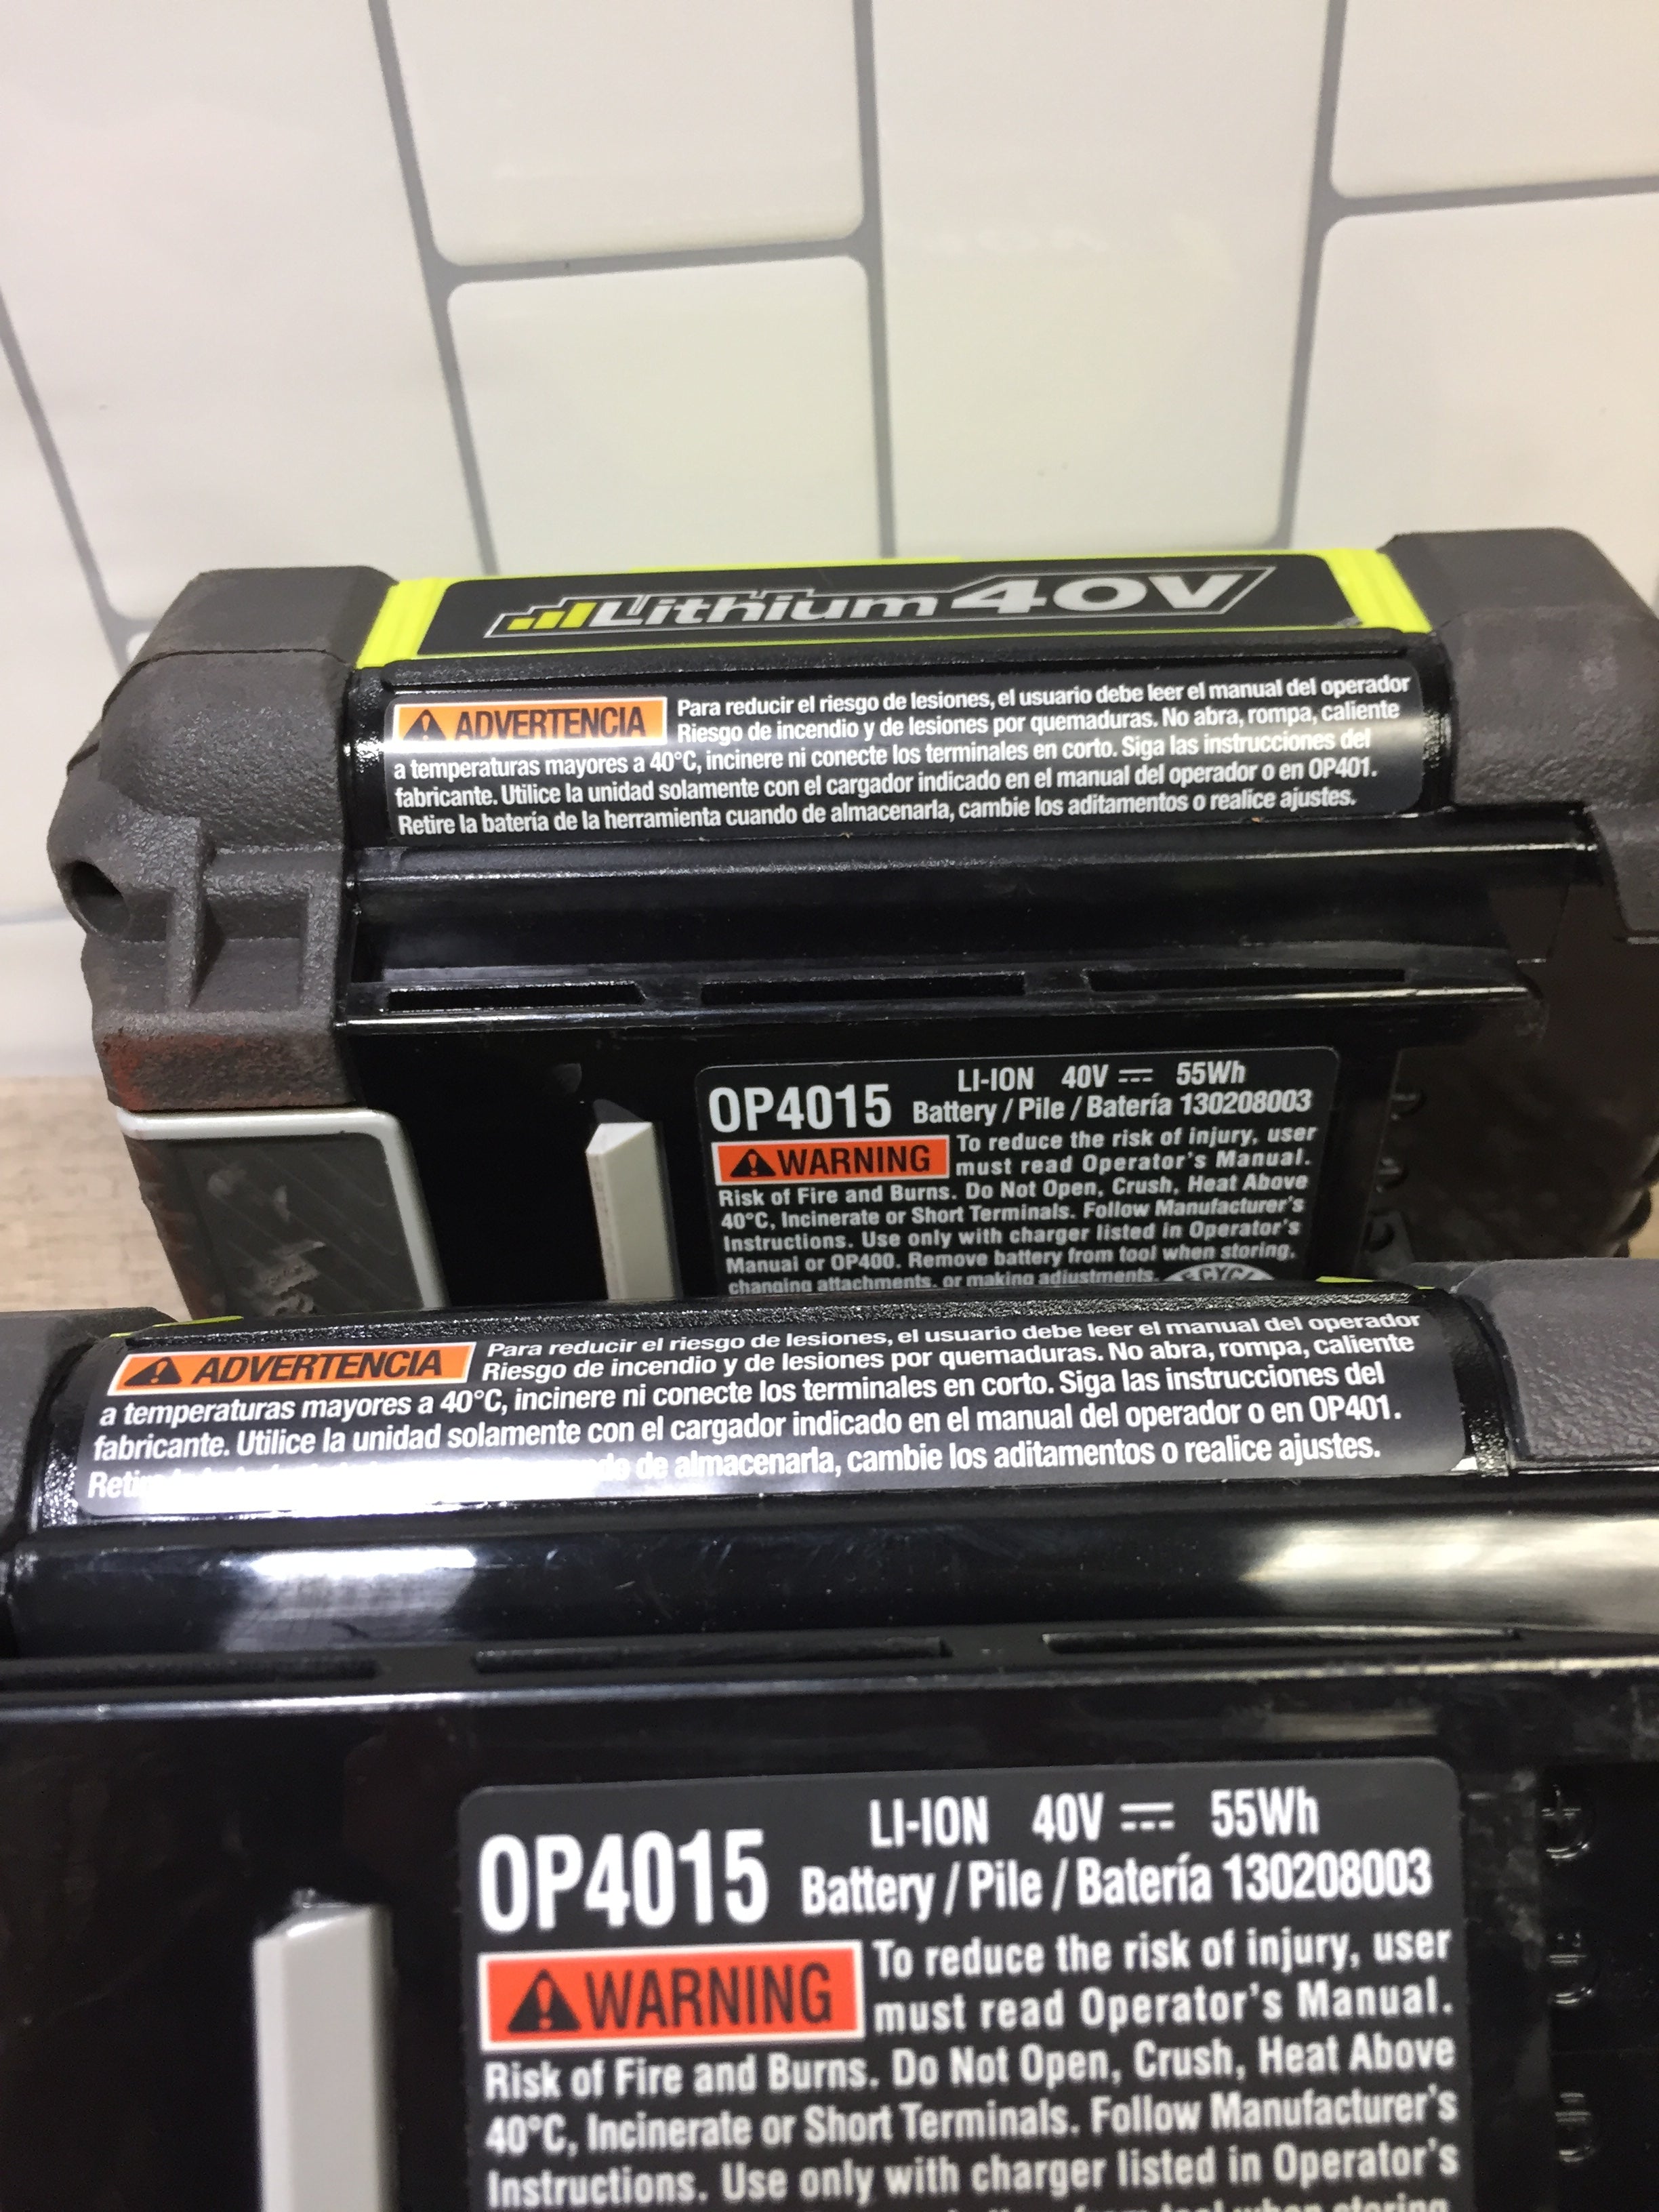 Lithium 40V
ADVERTENCIA Para reducir el riesgo de lesiones, el usuario debe leer el manual del operador
Riesgo de incendio y de lesiones por quemaduras. No abra, rompa, caliente
a temperaturas mayores a 40°C, incinere ni conecte los terminales en corto. Siga las instrucciones del
fabricante. Utilice la unidad solamente con el cargador indicado en el manual del operador o en OP401.
Retire la batería de la herramienta cuando de almacenarla, cambie los aditamentos o realice ajustes.
LI-ION 40V 55Wh
OP4015 Battery / Pile / Batería 130208003
WARNING To reduce the risk of injury, user
must read Operator's Manual.
Risk of Fire and Burns. Do Not Open, Crush, Heat Above
40°C, Incinerate or Short Terminals. Follow Manufacturer's
Instructions. Use only with charger listed in Operator's
Manual or OP400. Remove battery from tool when storing,
changing attachments, or making adjustments.
ADVERTENCIA Para reducir el riesgo de lesiones, el usuario debe leer el manual del operador
Riesgo de incendio y de lesiones por quemaduras. No abra, rompa, caliente
a temperaturas mayores a 40°C, incinere ni conecte los terminales en corto. Siga las instrucciones del
fabricante. Utilice la unidad solamente con el cargador indicado en el manual del operador o en OP401.
de almacenarla, cambie los aditamentos o realice ajustes.
LI-ION 40V 55Wh
OP4015 Battery / Pile / Batería 130208003
WARNING To reduce the risk of injury, user
must read Operator's Manual.
Risk of Fire and Burns. Do Not Open, Crush, Heat Above
40°C, Incinerate or Short Terminals. Follow Manufacturer's
Instructions. Use only with charger listed in Operator's